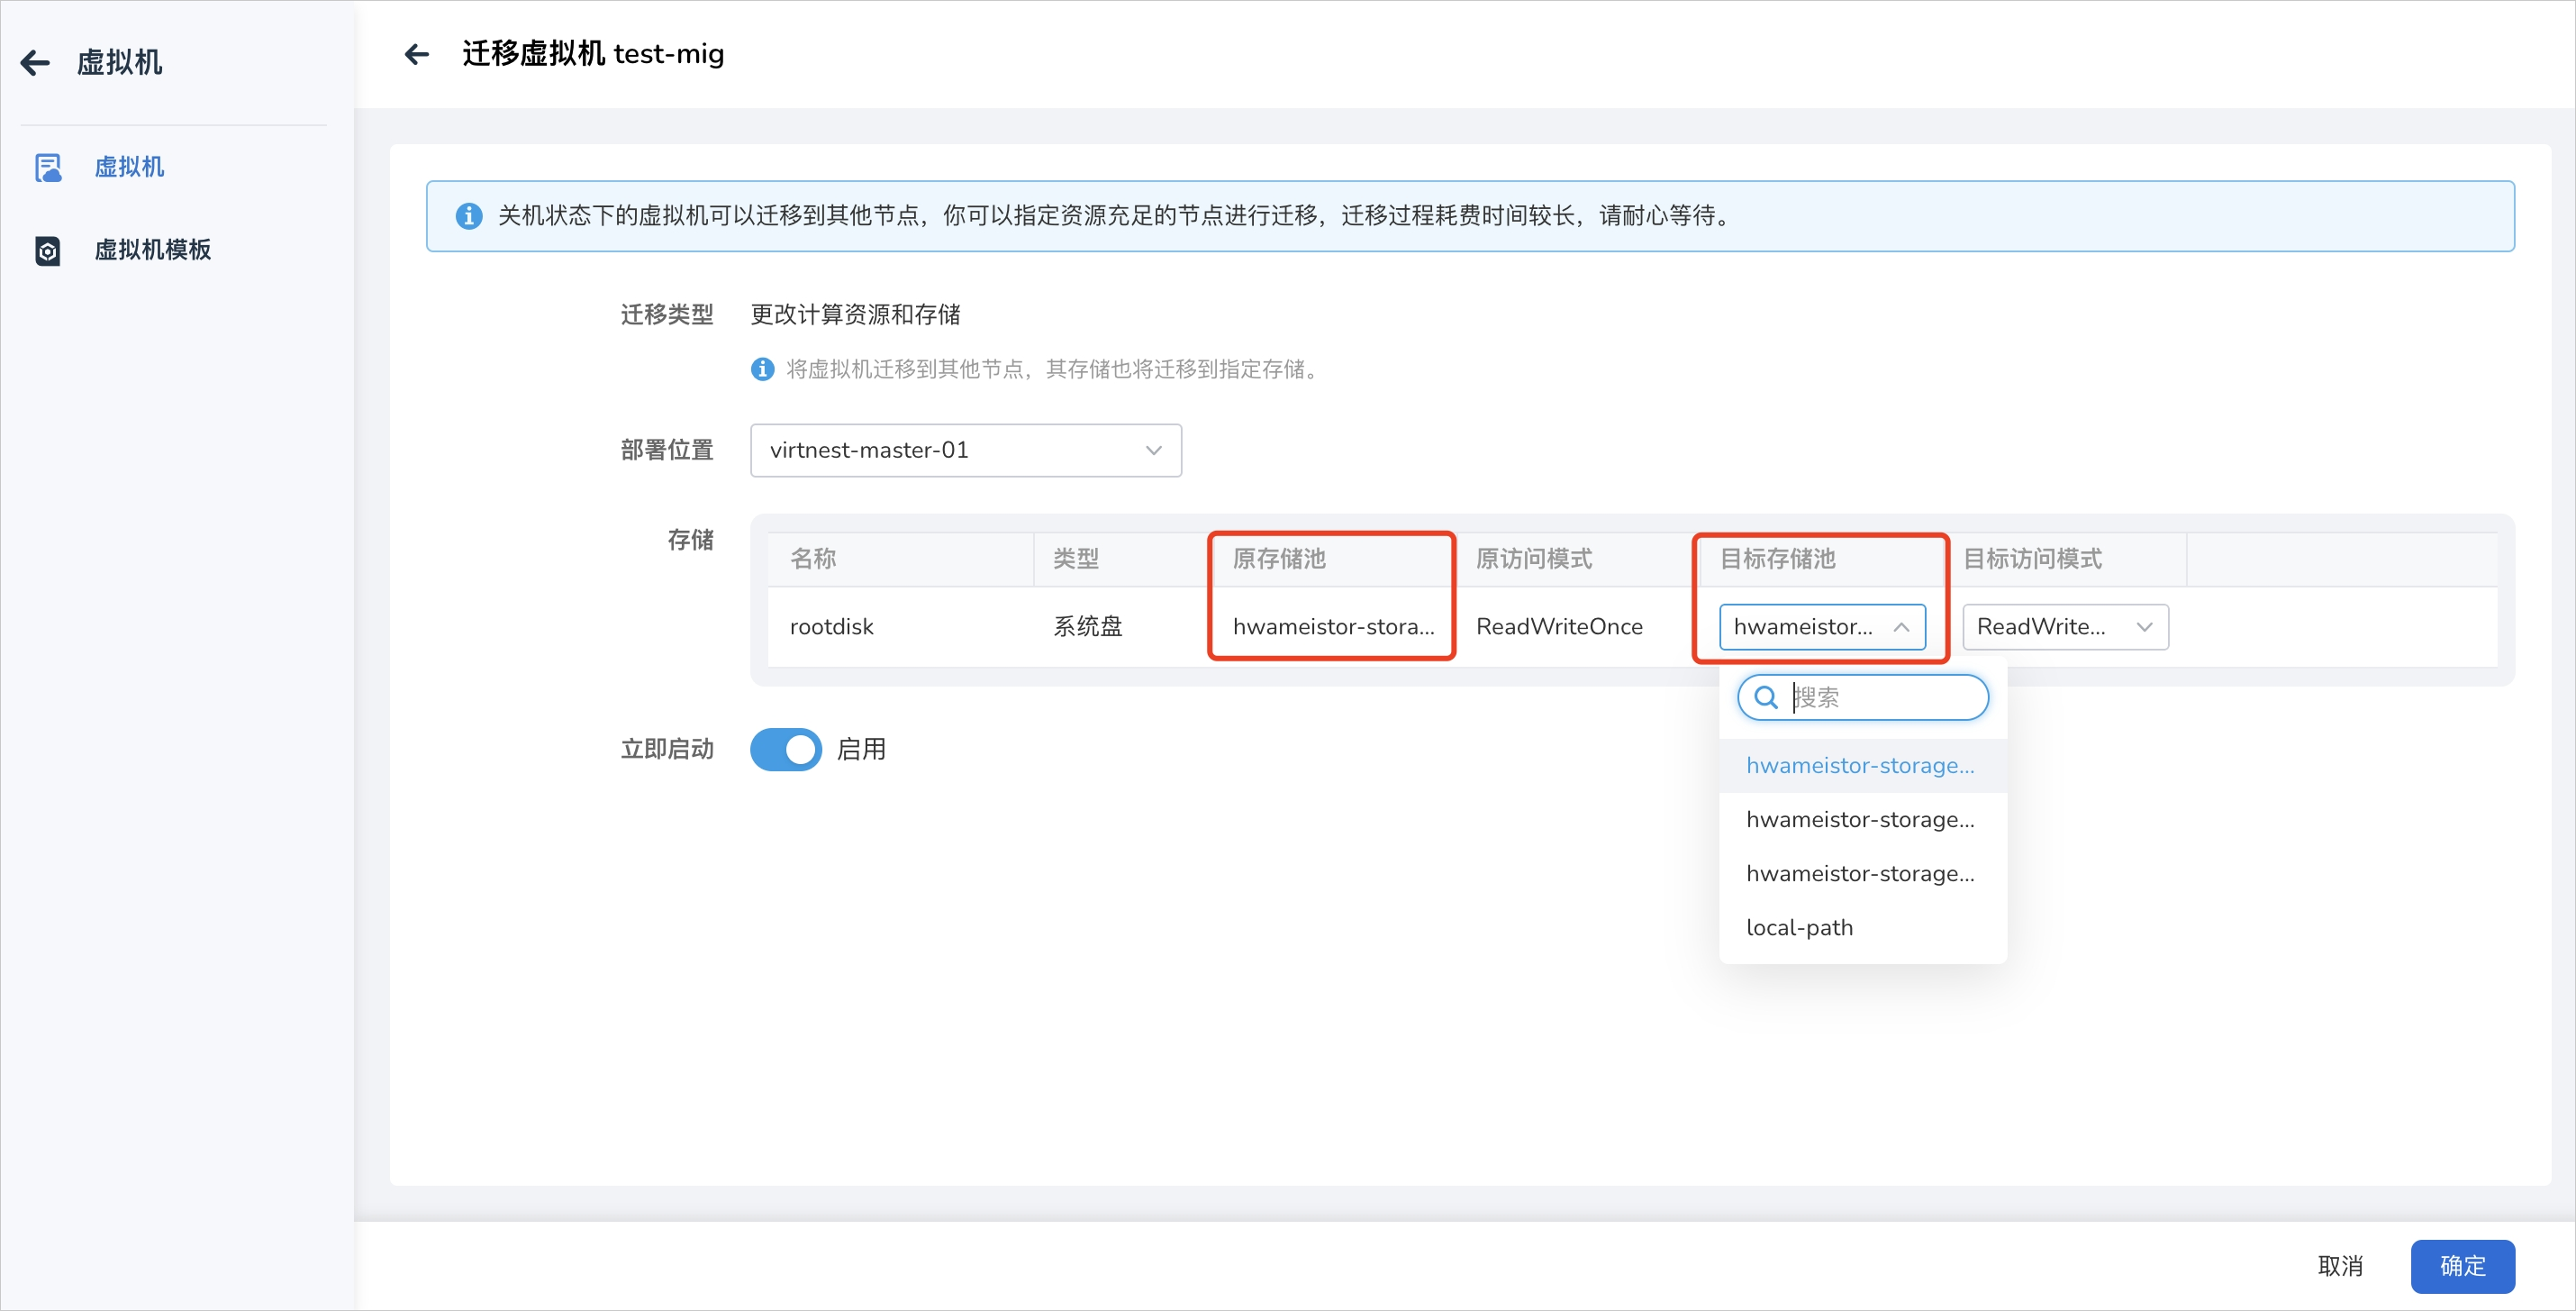 虚拟机
虚拟机
虚拟机模板
迁移虚拟机 test-mig
关机状态下的虚拟机可以迁移到其他节点，你可以指定资源充足的节点进行迁移，迁移过程耗费时间较长，请耐心等待。
迁移类型 更改计算资源和存储
将虚拟机迁移到其他节点，其存储也将迁移到指定存储。
部署位置 virtnest-master-01
存储
名称 类型 原存储池 原访问模式 目标存储池 目标访问模式
rootdisk 系统盘 hwameistor-stora... ReadWriteOnce hwameistor... ReadWrite...
搜索
hwameistor-storage...
hwameistor-storage...
hwameistor-storage...
local-path
立即启动 启用
取消 确定